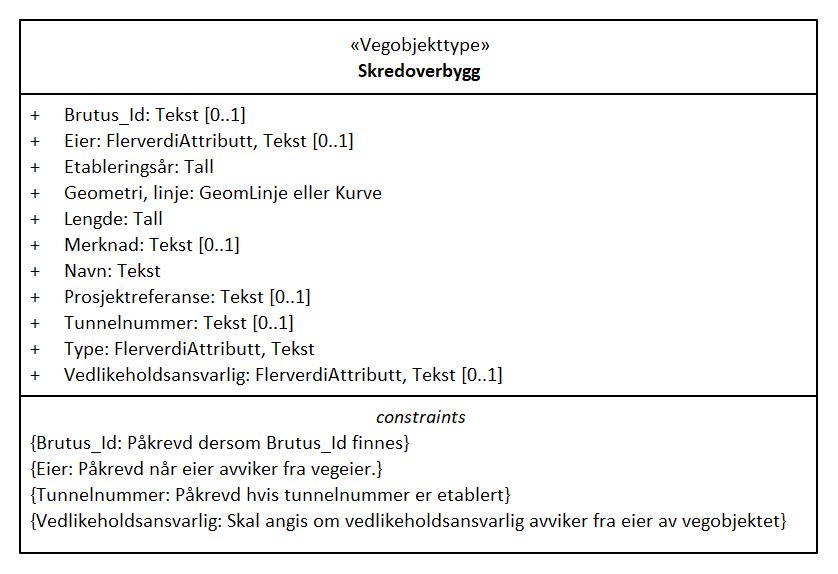 «Vegobjekttype»
Skredoverbygg
+ Brutus_Id: Tekst [0..1]
+ Eier: FlerverdiAttributt, Tekst [0..1]
+ Etableringsår: Tall
+ Geometri, linje: GeomLinje eller Kurve
+ Lengde: Tall
+ Merknad: Tekst [0..1]
+ Navn: Tekst
+ Prosjektreferanse: Tekst [0..1]
+ Tunnelnummer: Tekst [0..1]
+ Type: FlerverdiAttributt, Tekst
+ Vedlikeholdsansvarlig: FlerverdiAttributt, Tekst [0..1]
constraints
{Brutus_Id: Påkrevd dersom Brutus_Id finnes}
{Eier: Påkrevd når eier avviker fra vegeier.}
{Tunnelnummer: Påkrevd hvis tunnelnummer er etablert}
{Vedlikeholdsansvarlig: Skal angis om vedlikeholdsansvarlig avviker fra eier av vegobjektet}